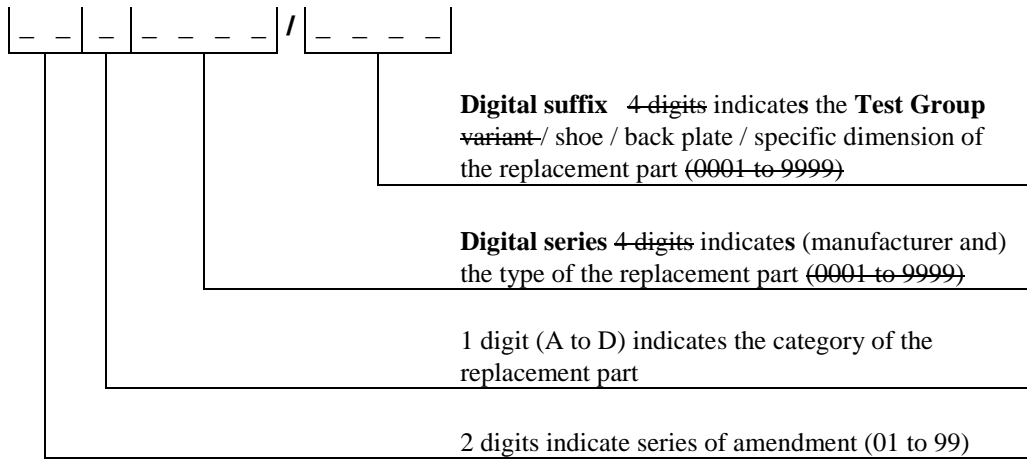 _ _ _ _ _ _ _ / _ _ _ _
Digital suffix 4 digits indicates the Test Group
variant / shoe / back plate / specific dimension of
the replacement part (0001 to 9999)
Digital series 4 digits indicates (manufacturer and)
the type of the replacement part (0001 to 9999)
1 digit (A to D) indicates the category of the
replacement part
2 digits indicate series of amendment (01 to 99)